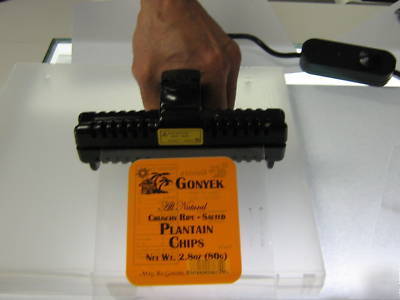 GONYEK
All Natural
CRUNCHY RIPE - SALTED
PLANTAIN
CHIPS
NET WT. 2.8oz (80g)